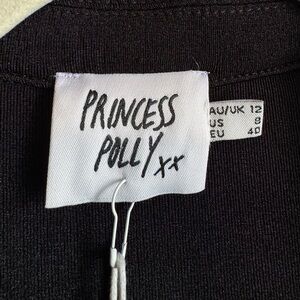 PRINCESS
POLLY xx
AU/UK 12
US 8
EU 40